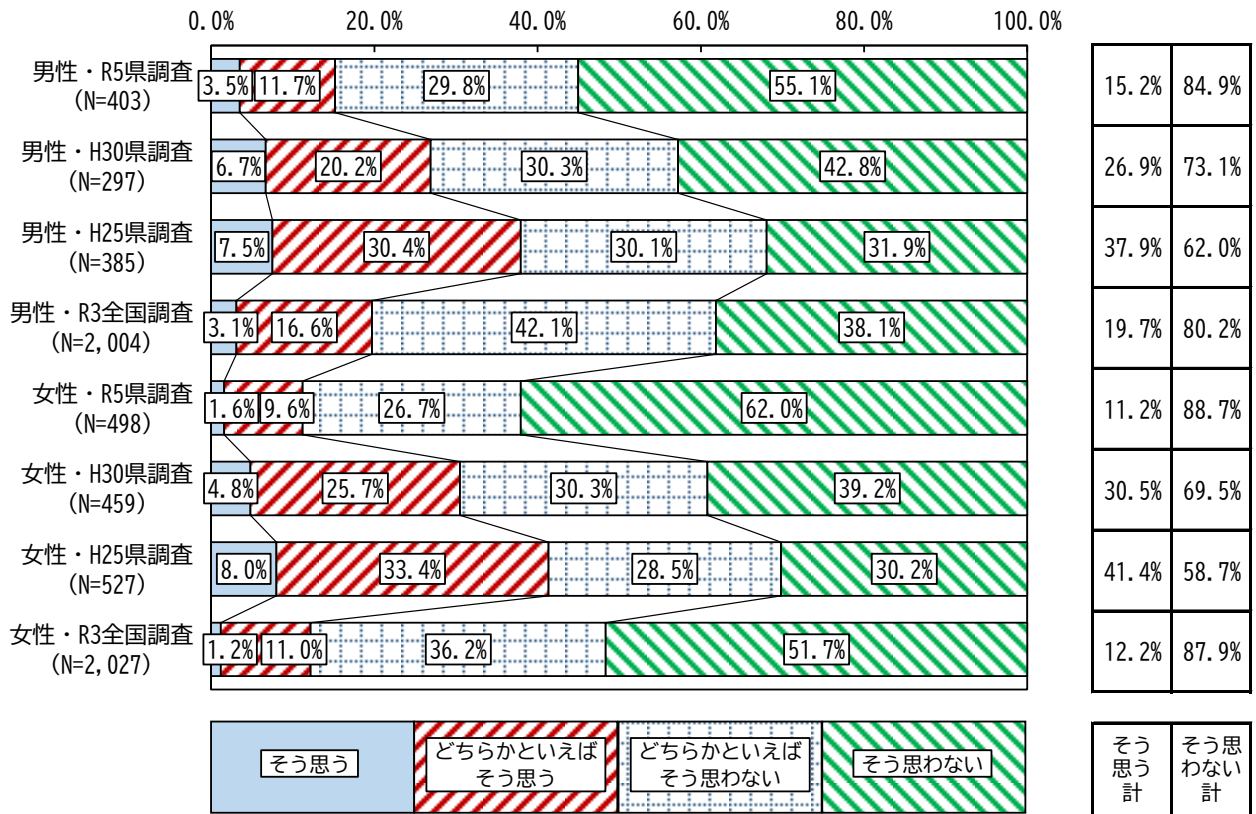 0.0% 20.0% 40.0% 60.0% 80.0% 100.0%
男性・R5県調査
(N=403)
3.5% 11.7% 29.8% 55.1% 15.2% 84.9%
男性・H30県調査
(N=297)
6.7% 20.2% 30.3% 42.8% 26.9% 73.1%
男性・H25県調査
(N=385)
7.5% 30.4% 30.1% 31.9% 37.9% 62.0%
男性・R3全国調査
(N=2,004)
3.1% 16.6% 42.1% 38.1% 19.7% 80.2%
女性・R5県調査
(N=498)
1.6% 9.6% 26.7% 62.0% 11.2% 88.7%
女性・H30県調査
(N=459)
4.8% 25.7% 30.3% 39.2% 30.5% 69.5%
女性・H25県調査
(N=527)
8.0% 33.4% 28.5% 30.2% 41.4% 58.7%
女性・R3全国調査
(N=2,027)
1.2% 11.0% 36.2% 51.7% 12.2% 87.9%
そう思う
どちらかといえば
そう思う
どちらかといえば
そう思わない
そう思わない
そう
思う
計
そう思
わない
計